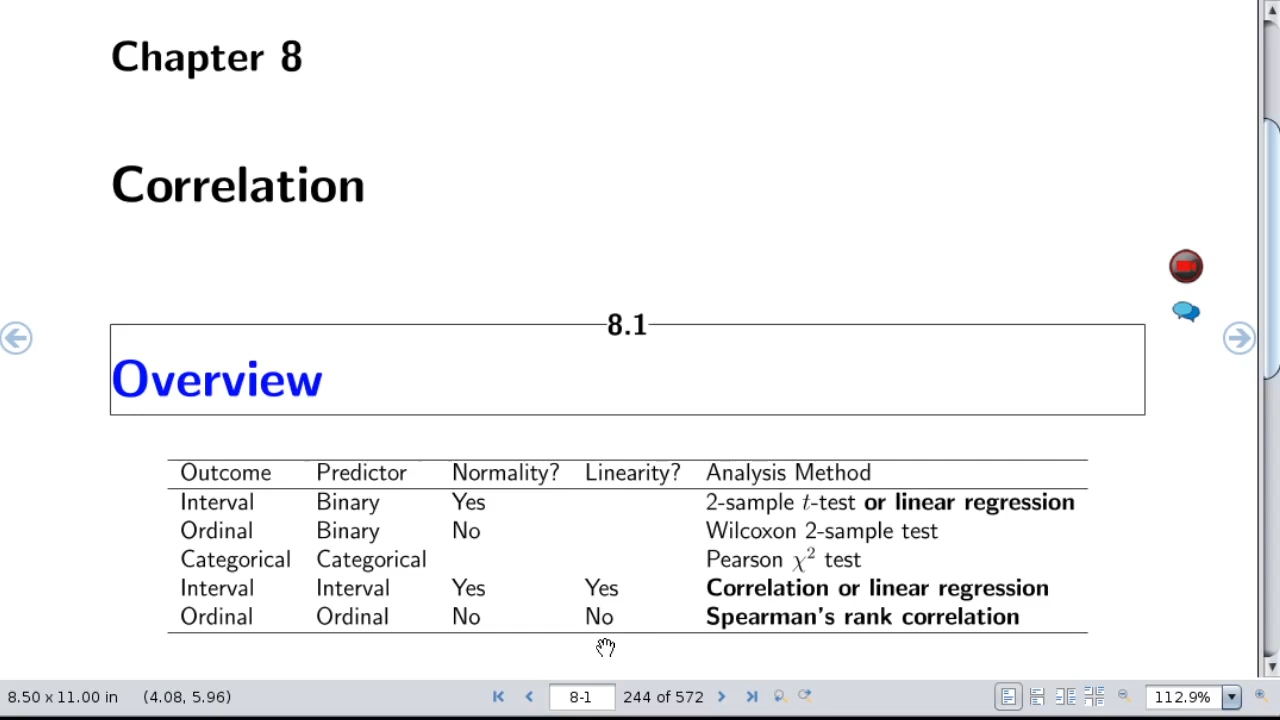 Chapter 8
Correlation
8.1
Overview
Outcome Predictor Normality? Linearity? Analysis Method
Interval Binary Yes 2-sample t-test or linear regression
Ordinal Binary No Wilcoxon 2-sample test
Categorical Categorical Pearson χ² test
Interval Interval Yes Yes Correlation or linear regression
Ordinal Ordinal No No Spearman's rank correlation
8.50 x 11.00 in (4.08, 5.96) 8-1 244 of 572 112.9%